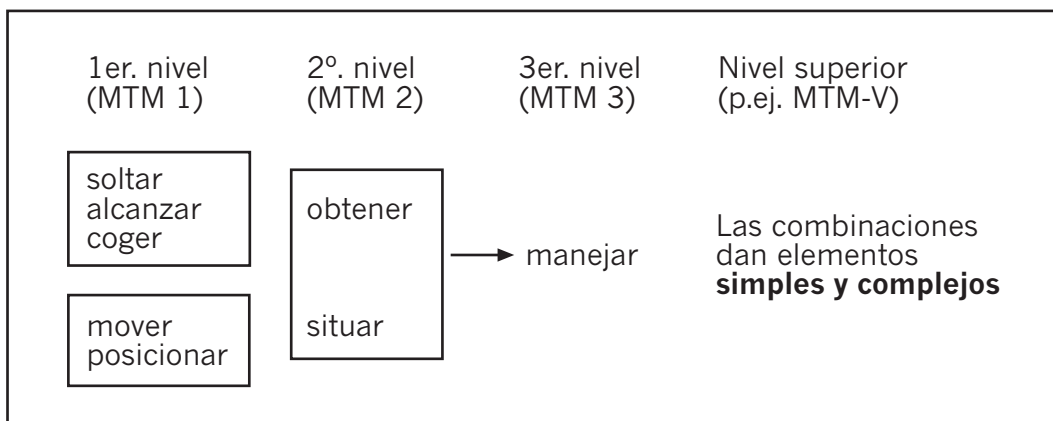 1er. nivel
(MTM 1)
2º. nivel
(MTM 2)
3er. nivel
(MTM 3)
Nivel superior
(p.ej. MTM-V)
soltar
alcanzar
coger
mover
posicionar
obtener
situar
manejar
Las combinaciones
dan elementos
simples y complejos